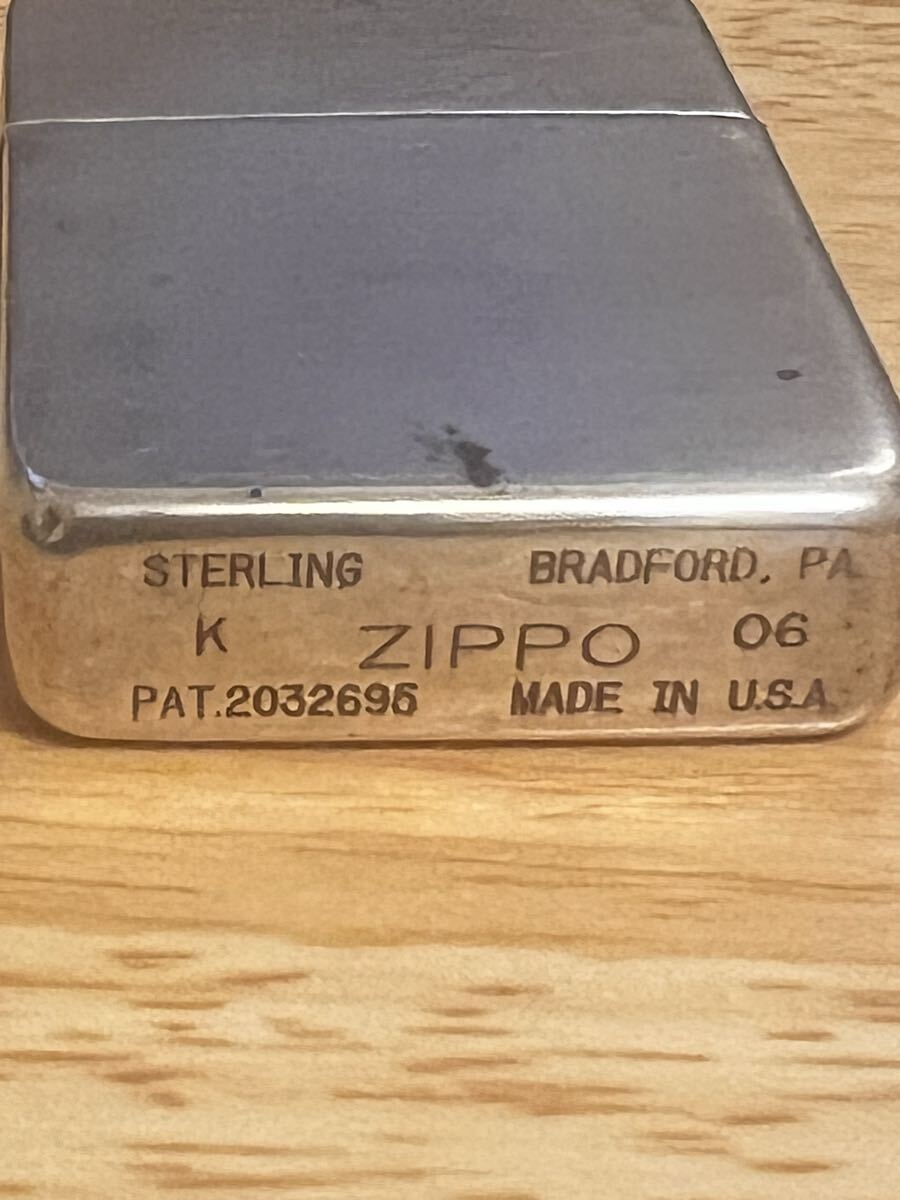 STERLING BRADFORD, PA
K ZIPPO 06
PAT.2032695 MADE IN U.S.A.